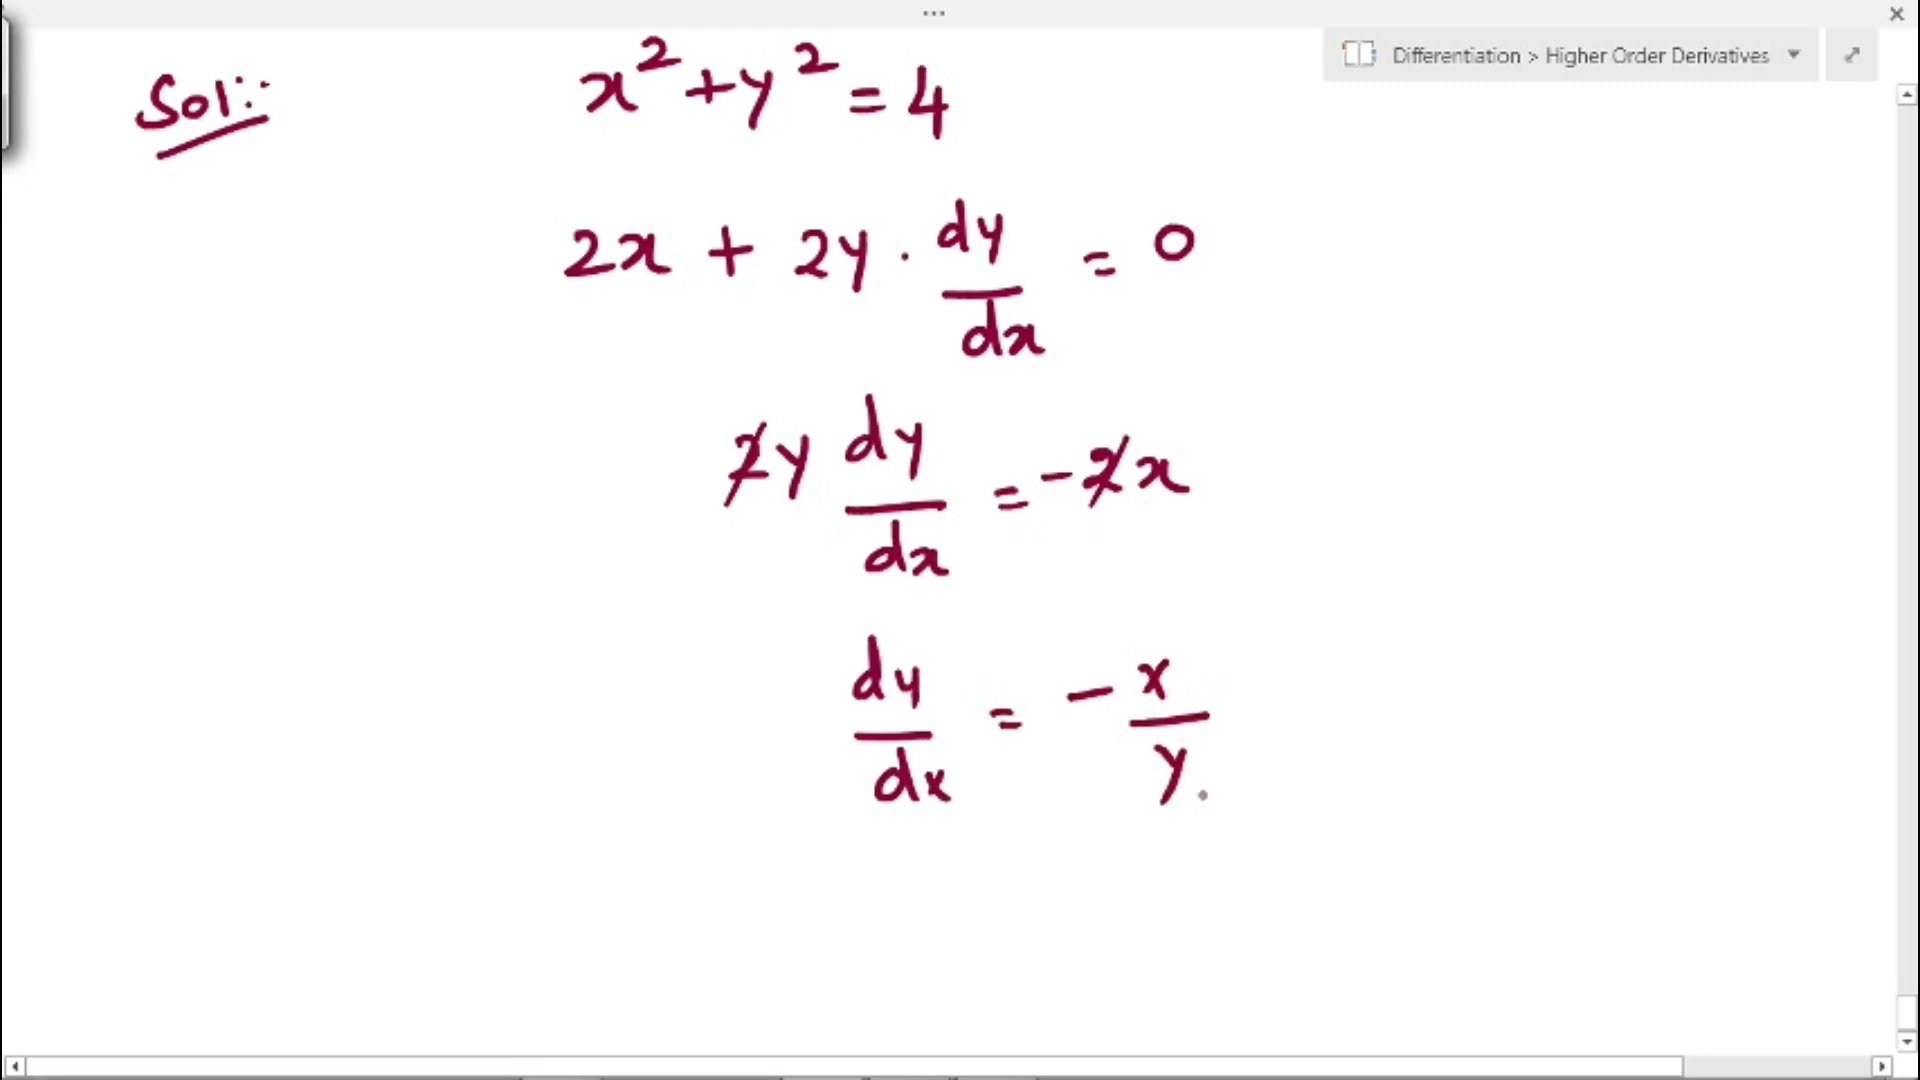 ...
Differentiation > Higher Order Derivatives
Sol:- x² + y² = 4
2x + 2y . dy/dx = 0
2y dy/dx = -2x
dy/dx = - x/y